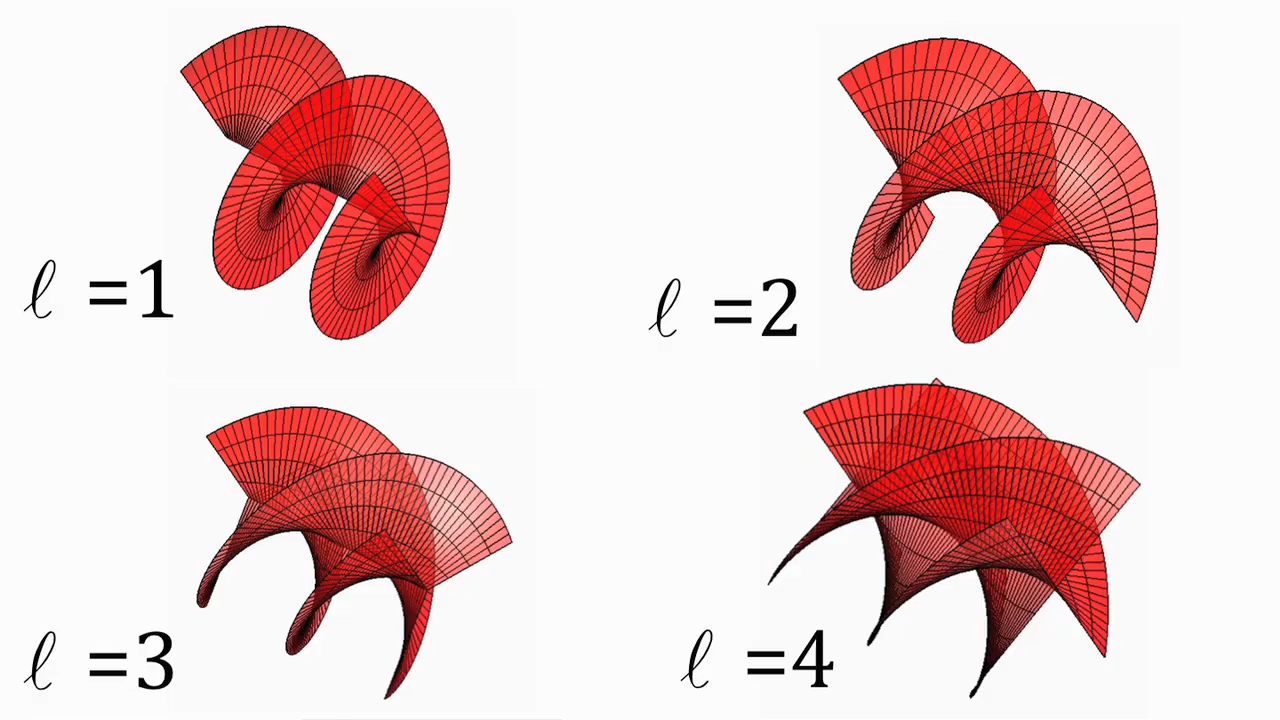 ℓ =1
ℓ =2
ℓ =3
ℓ =4